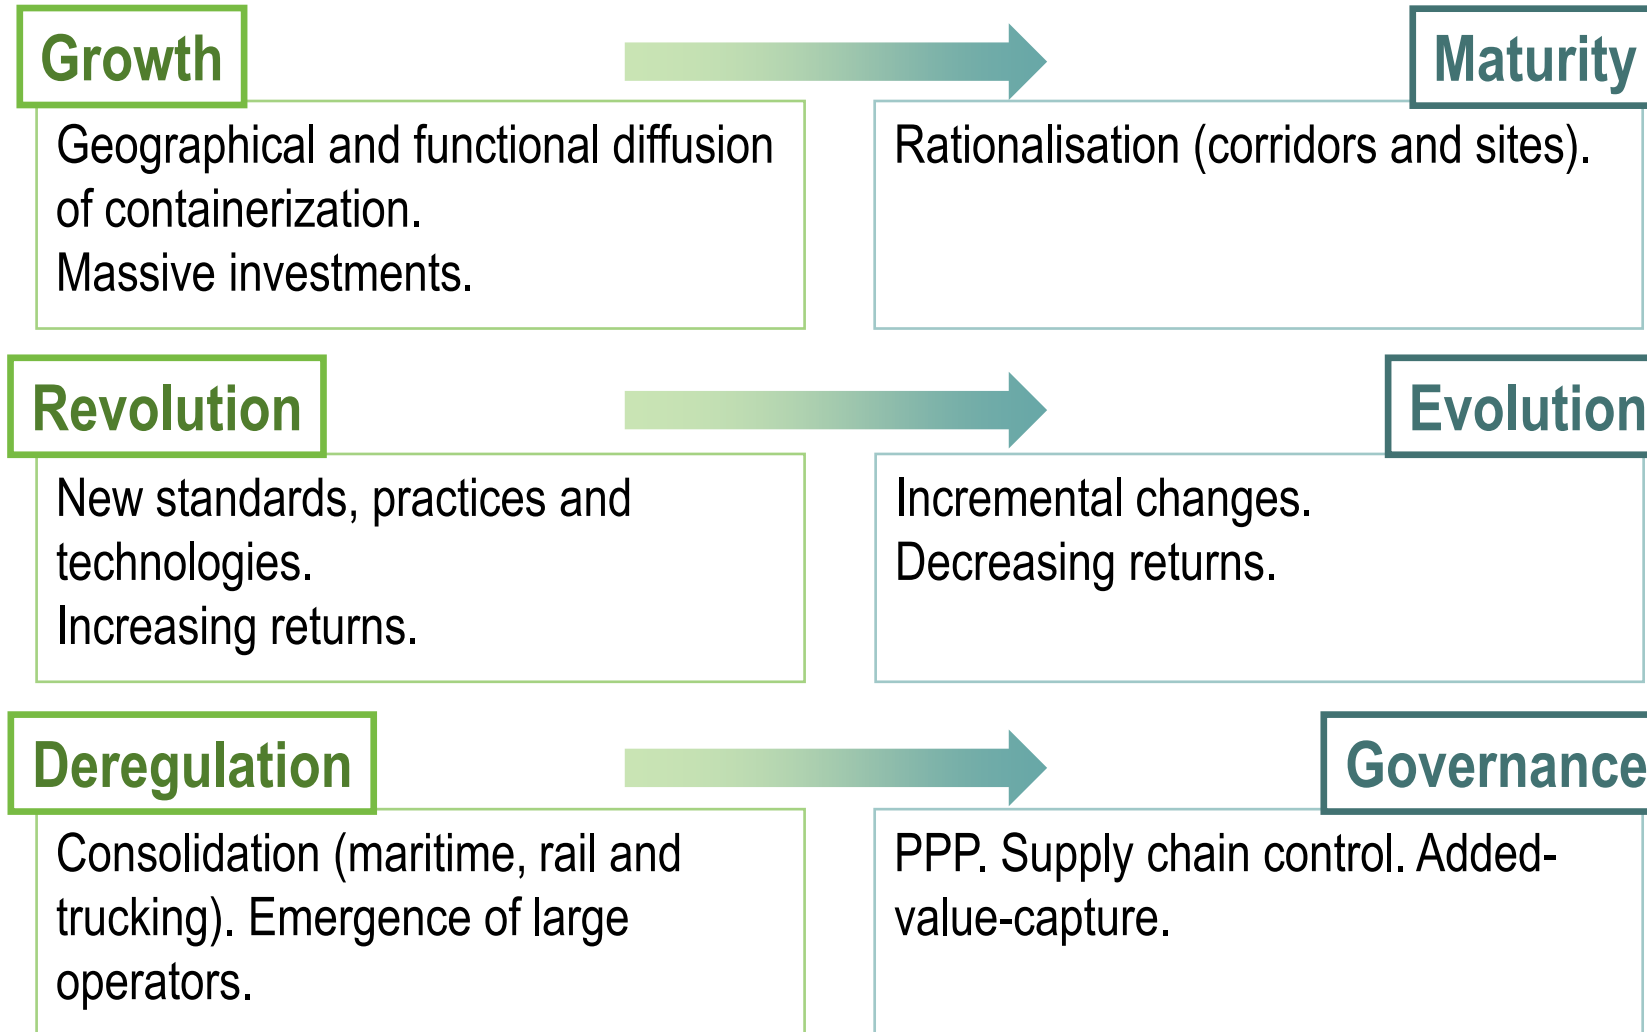 Growth
Maturity
Geographical and functional diffusion
of containerization.
Massive investments.
Rationalisation (corridors and sites).
Revolution
Evolution
New standards, practices and
technologies.
Increasing returns.
Incremental changes.
Decreasing returns.
Deregulation
Governance
Consolidation (maritime, rail and
trucking). Emergence of large
operators.
PPP. Supply chain control. Added-
value-capture.